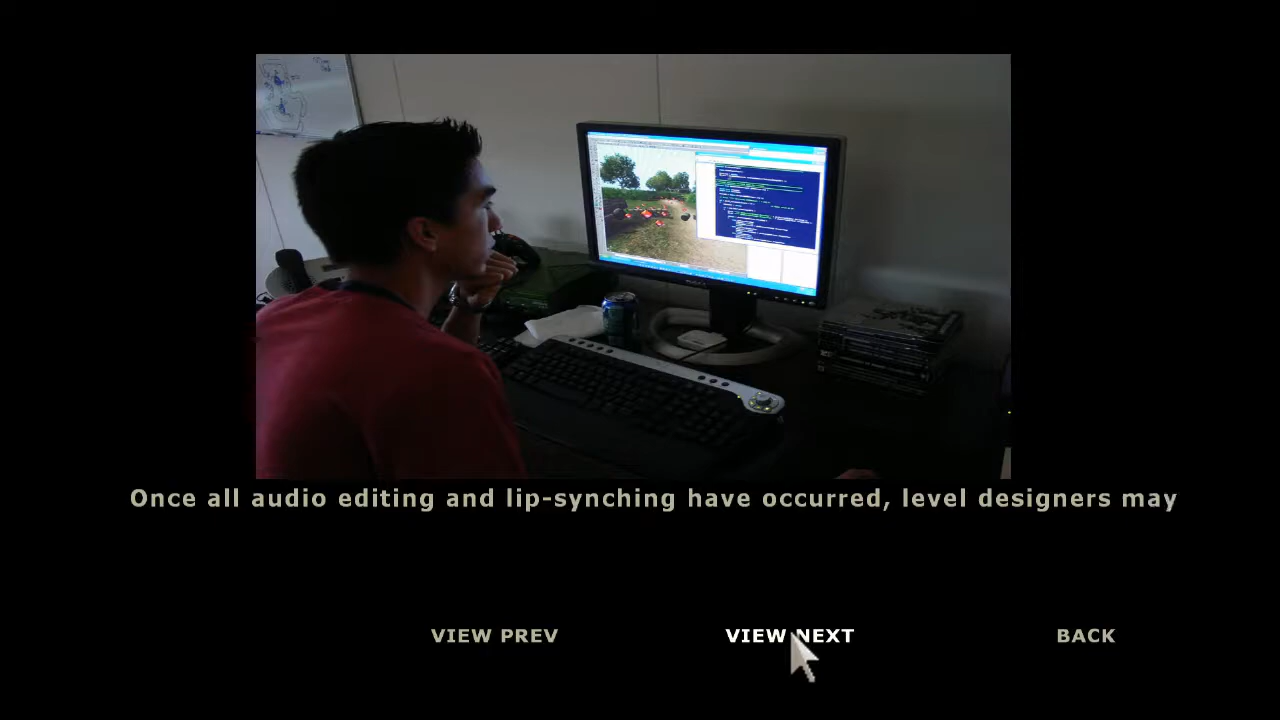 Once all audio editing and lip-synching have occurred, level designers may
VIEW PREV
VIEW NEXT
BACK